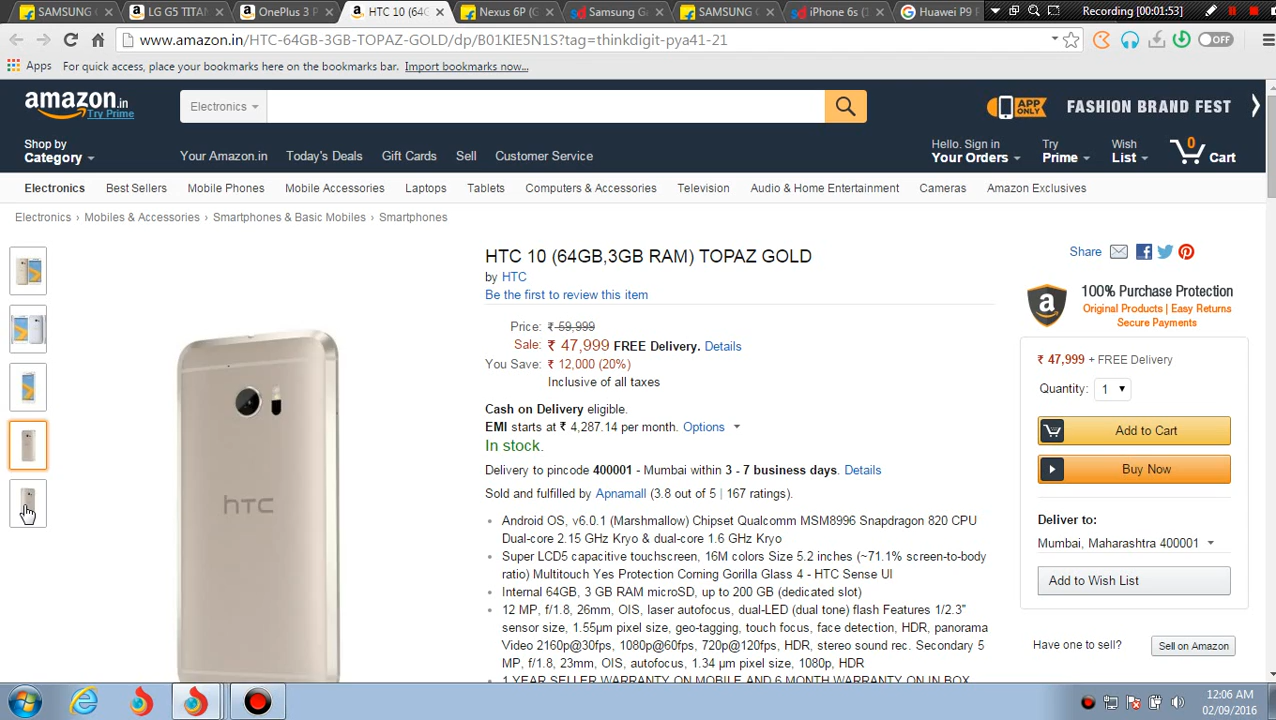 SAMSUNG G
LG G5 TITAN
OnePlus 3
HTC 10 (64G
Nexus 6P (G
Samsung Ga
SAMSUNG
iPhone 6s (1
Huawei P9
Recording [00:01:53]
www.amazon.in/HTC-64GB-3GB-TOPAZ-GOLD/dp/B01KIE5N1S?tag=thinkdigit-pya41-21
OFF
Apps
For quick access, place your bookmarks here on the bookmarks bar.
Import bookmarks now...
amazon.in
Try Prime
Electronics
APP ONLY
FASHION BRAND FEST
Shop by
Category
Your Amazon.in
Today's Deals
Gift Cards
Sell
Customer Service
Hello. Sign in
Your Orders
Try
Prime
Wish
List
0
Cart
Electronics
Best Sellers
Mobile Phones
Mobile Accessories
Laptops
Tablets
Computers & Accessories
Television
Audio & Home Entertainment
Cameras
Amazon Exclusives
Electronics › Mobiles & Accessories › Smartphones & Basic Mobiles › Smartphones
HTC 10 (64GB,3GB RAM) TOPAZ GOLD
by HTC
Be the first to review this item
Price: ₹ 59,999
Sale: ₹ 47,999 FREE Delivery. Details
You Save: ₹ 12,000 (20%)
Inclusive of all taxes
Cash on Delivery eligible.
EMI starts at ₹ 4,287.14 per month. Options
In stock.
Delivery to pincode 400001 - Mumbai within 3 - 7 business days. Details
Sold and fulfilled by Apnamall (3.8 out of 5 | 167 ratings).
Android OS, v6.0.1 (Marshmallow) Chipset Qualcomm MSM8996 Snapdragon 820 CPU
Dual-core 2.15 GHz Kryo & dual-core 1.6 GHz Kryo
Super LCD5 capacitive touchscreen, 16M colors Size 5.2 inches (~71.1% screen-to-body
ratio) Multitouch Yes Protection Corning Gorilla Glass 4 - HTC Sense UI
Internal 64GB, 3 GB RAM microSD, up to 200 GB (dedicated slot)
12 MP, f/1.8, 26mm, OIS, laser autofocus, dual-LED (dual tone) flash Features 1/2.3"
sensor size, 1.55µm pixel size, geo-tagging, touch focus, face detection, HDR, panorama
Video 2160p@30fps, 1080p@60fps, 720p@120fps, HDR, stereo sound rec. Secondary 5
MP, f/1.8, 23mm, OIS, autofocus, 1.34 µm pixel size, 1080p, HDR
1 YEAR SELLER WARRANTY ON MOBILE AND 6 MONTH WARRANTY ON IN BOX
hTC
Share
a
100% Purchase Protection
Original Products | Easy Returns
Secure Payments
₹ 47,999 + FREE Delivery
Quantity: 1
Add to Cart
Buy Now
Deliver to:
Mumbai, Maharashtra 400001
Add to Wish List
Have one to sell?
Sell on Amazon
12:06 AM
02/09/2016